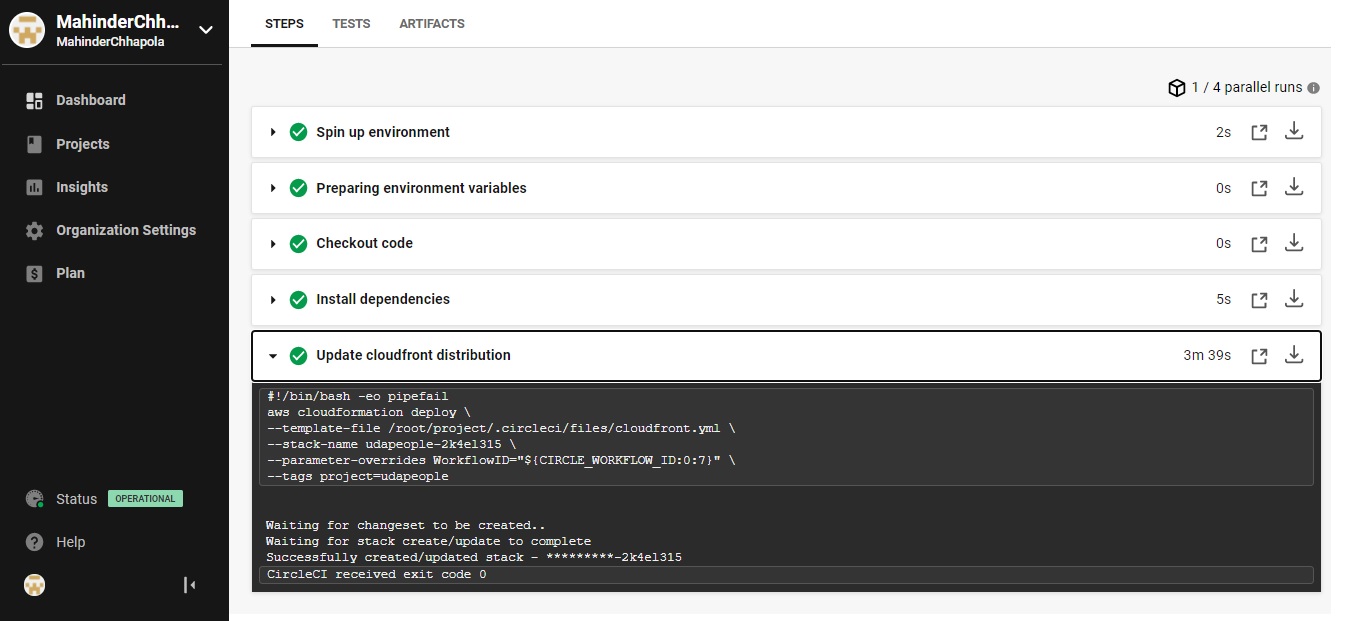 MahinderChh...
MahinderChhapola
Dashboard
Projects
Insights
Organization Settings
Plan
Status OPERATIONAL
Help
STEPS TESTS ARTIFACTS
1 / 4 parallel runs
Spin up environment 2s
Preparing environment variables 0s
Checkout code 0s
Install dependencies 5s
Update cloudfront distribution 3m 39s
#!/bin/bash -eo pipefail
aws cloudformation deploy \
--template-file /root/project/.circleci/files/cloudfront.yml \
--stack-name udapeople-2k4el315 \
--parameter-overrides WorkflowID="${CIRCLE_WORKFLOW_ID:0:7}" \
--tags project=udapeople
Waiting for changeset to be created..
Waiting for stack create/update to complete
Successfully created/updated stack - *********-2k4el315
CircleCI received exit code 0